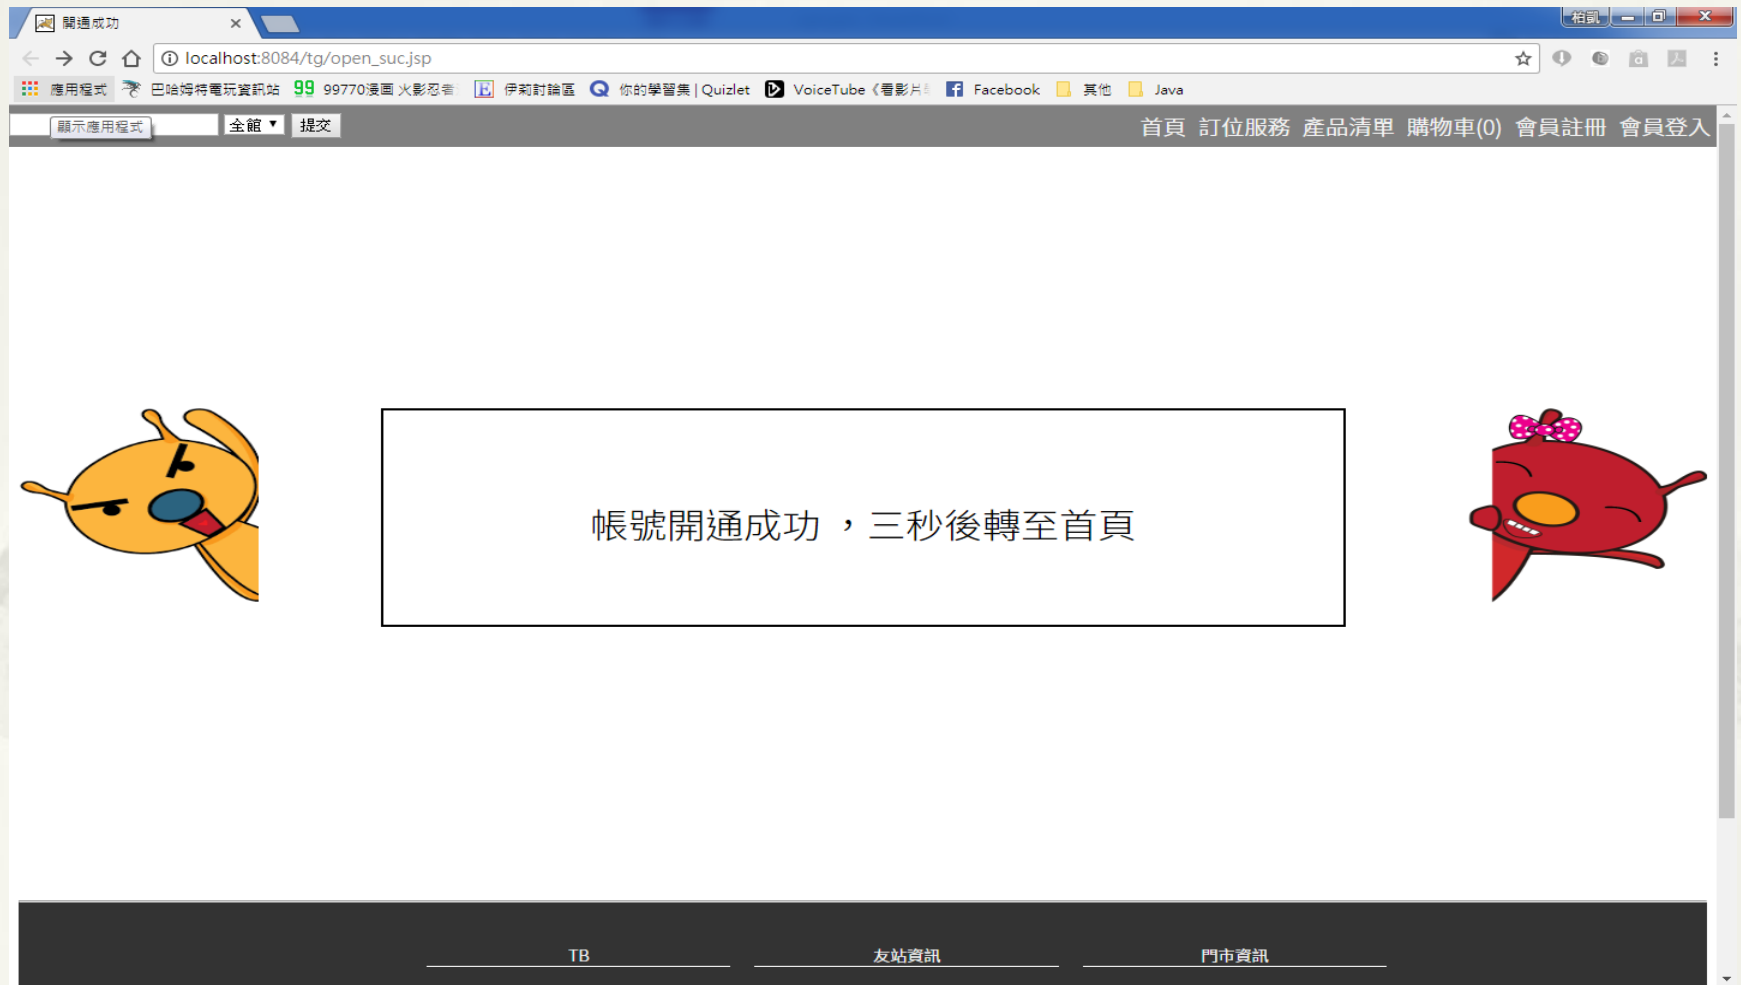 開通成功
柏凱
localhost:8084/tg/open_suc.jsp
應用程式 巴哈姆特電玩資訊站 99 99770漫画 火影忍者 E 伊莉討論區 Q 你的學習集 | Quizlet VoiceTube《看影片 Facebook 其他 Java
顯示應用程式 全館 提交 首頁 訂位服務 產品清單 購物車(0) 會員註冊 會員登入
帳號開通成功 ，三秒後轉至首頁
TB 友站資訊 門市資訊